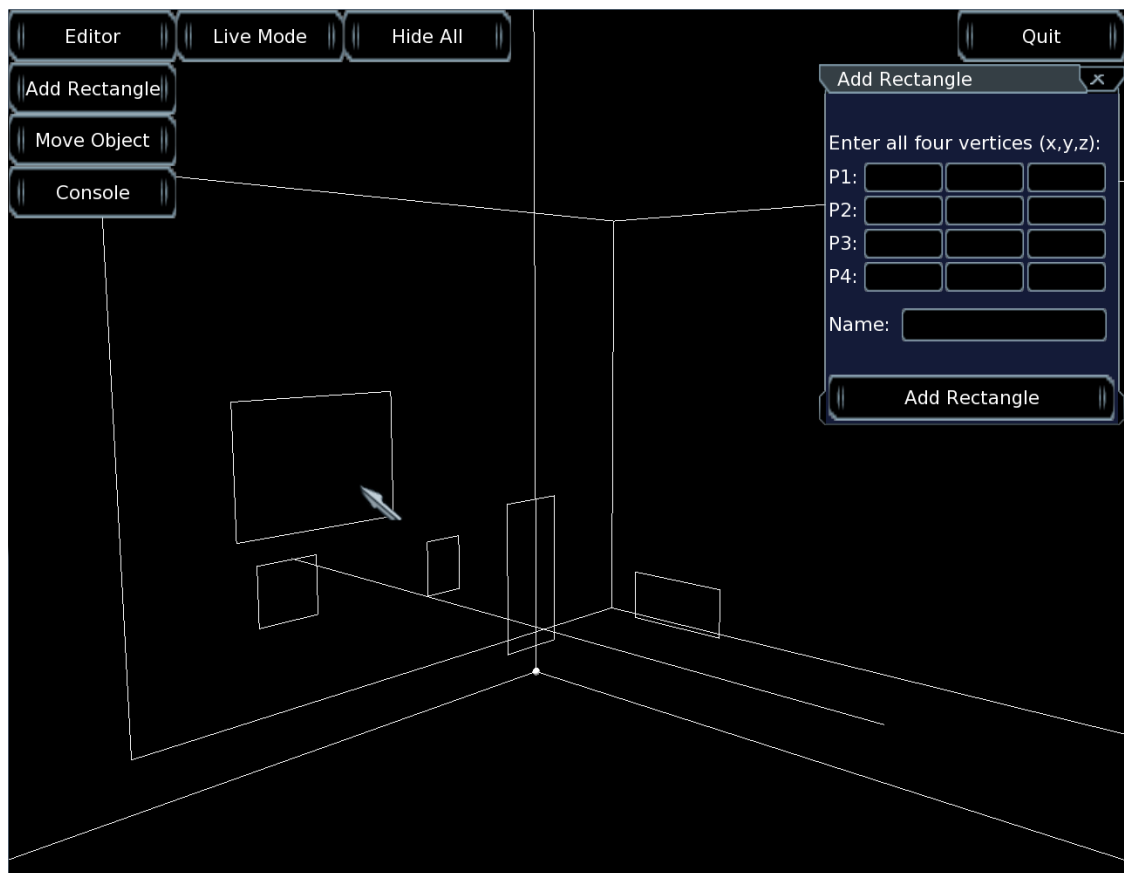 Editor
Live Mode
Hide All
Quit
Add Rectangle
Move Object
Console
Add Rectangle
Enter all four vertices (x,y,z):
P1:
P2:
P3:
P4:
Name:
Add Rectangle